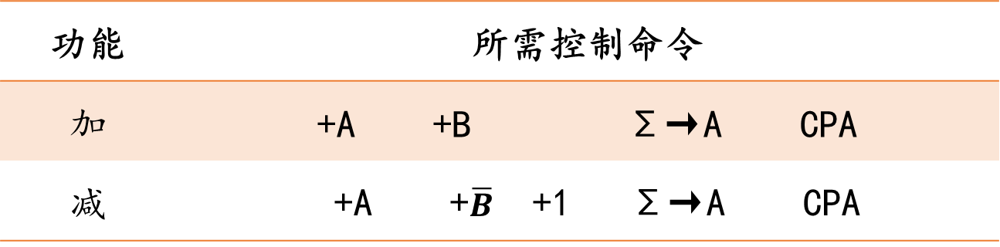 功能 所需控制命令
加 +A +B Σ→A CPA
减 +A +B̅ +1 Σ→A CPA